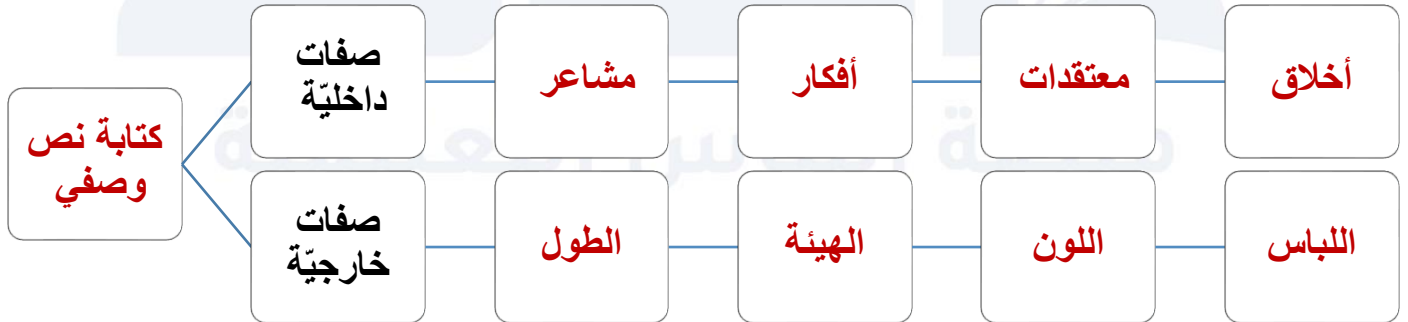 كتابة نص
وصفي
صفات
داخليّة
مشاعر
أفكار
معتقدات
أخلاق
صفات
خارجيّة
الطول
الهيئة
اللون
اللباس